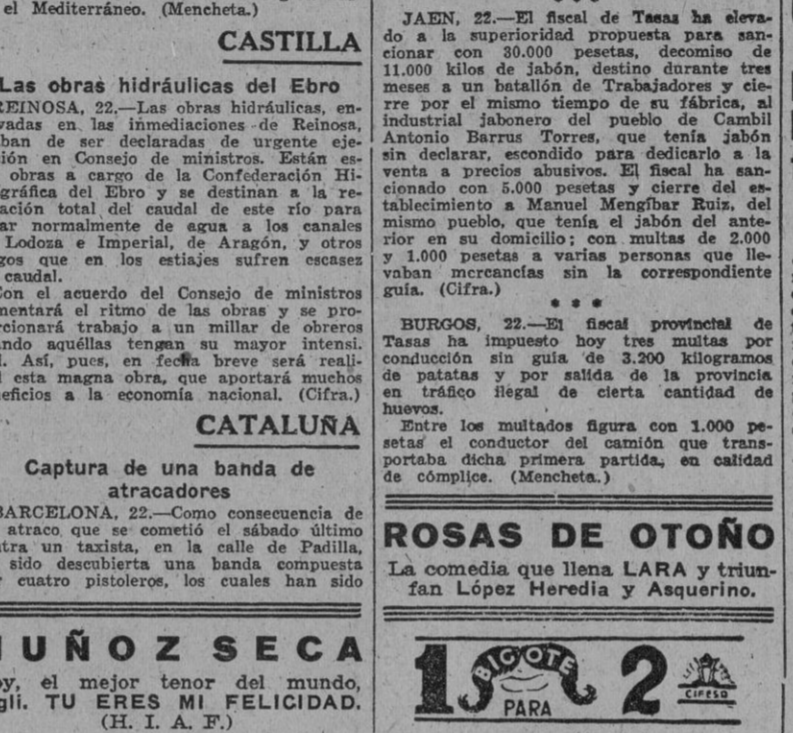 el Mediterráneo. (Mencheta.)
CASTILLA
Las obras hidráulicas del Ebro
REINOSA, 22.—Las obras hidráulicas, en-
vadas en las inmediaciones de Reinosa,
ban de ser declaradas de urgente eje-
ión en Consejo de ministros. Están es-
obras a cargo de la Confederación Hi-
gráfica del Ebro y se destinan a la re-
ación total del caudal de este río para
ar normalmente de agua a los canales
Lodoza e Imperial, de Aragón, y otros
gos que en los estiajes sufren escasez
caudal.
Con el acuerdo del Consejo de ministros
mentará el ritmo de las obras y se pro-
rcionará trabajo a un millar de obreros
ando aquéllas tengan su mayor intensi.
l. Así, pues, en fecha breve será reali-
l esta magna obra, que aportará muchos
eficios a la economía nacional. (Cifra.)
CATALUÑA
Captura de una banda de
atracadores
BARCELONA, 22.—Como consecuencia de
atraco que se cometió el sábado último
ntra un taxista, en la calle de Padilla,
sido descubierta una banda compuesta
r cuatro pistoleros, los cuales han sido
MUÑOZ SECA
oy, el mejor tenor del mundo,
gli. TU ERES MI FELICIDAD.
(H. I. A. F.)
JAEN, 22.—El fiscal de Tasas ha eleva-
do a la superioridad propuesta para san-
cionar con 30.000 pesetas, decomiso de
11.000 kilos de jabón, destino durante tres
meses a un batallón de Trabajadores y cie-
rre por el mismo tiempo de su fábrica, al
industrial jabonero del pueblo de Cambil
Antonio Barrus Torres, que tenía jabón
sin declarar, escondido para dedicarlo a la
venta a precios abusivos. El fiscal ha san-
cionado con 5.000 pesetas y cierre del es-
tablecimiento a Manuel Mengíbar Ruiz, del
mismo pueblo, que tenía el jabón del ante-
rior en su domicilio; con multas de 2.000
y 1.000 pesetas a varias personas que lle-
vaban mercancías sin la correspondiente
guía. (Cifra.)
* * *
BURGOS, 22.—El fiscal provincial de
Tasas ha impuesto hoy tres multas por
conducción sin guía de 3.200 kilogramos
de patatas y por salida de la provincia
en tráfico ilegal de cierta cantidad de
huevos.
Entre los multados figura con 1.000 pe-
setas el conductor del camión que trans-
portaba dicha primera partida, en calidad
de cómplice. (Mencheta.)
ROSAS DE OTOÑO
La comedia que llena LARA y triun-
fan López Heredia y Asquerino.
1 BIGOTE PARA 2
CIFESA